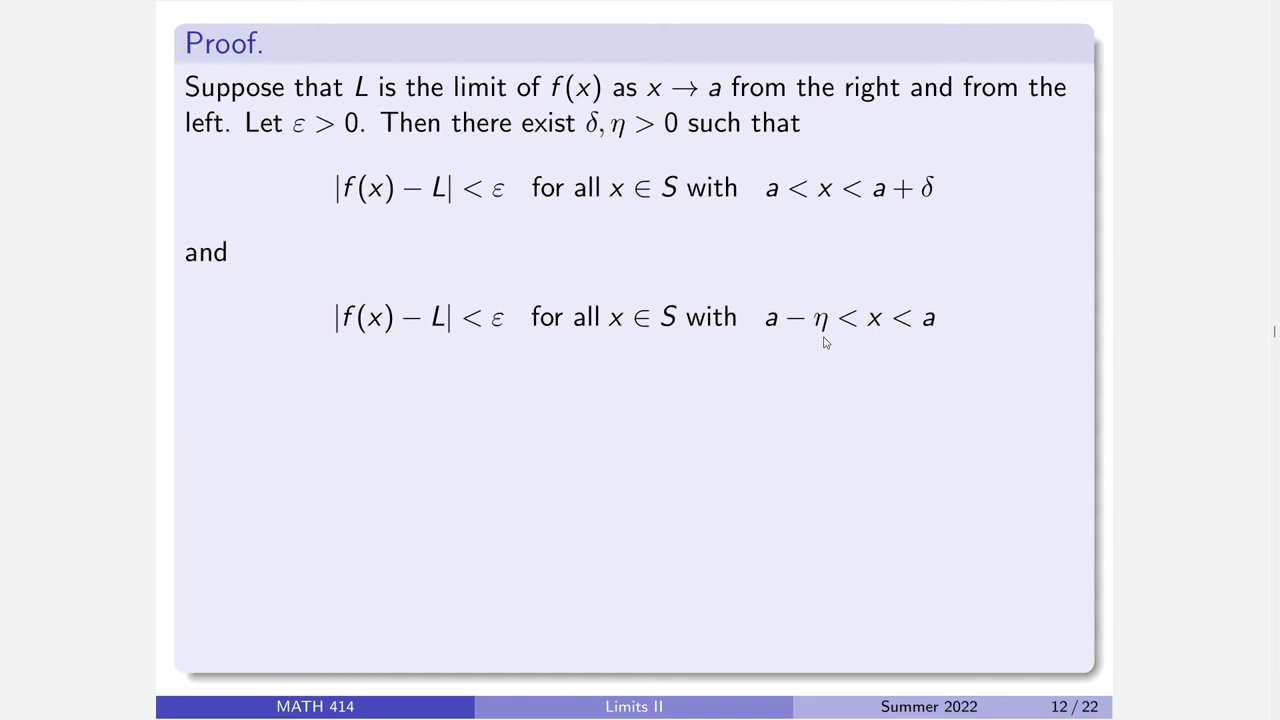 Proof.
Suppose that L is the limit of f(x) as x → a from the right and from the
left. Let ε > 0. Then there exist δ, η > 0 such that
|f(x) − L| < ε for all x ∈ S with a < x < a + δ
and
|f(x) − L| < ε for all x ∈ S with a − η < x < a
MATH 414 Limits II Summer 2022 12 / 22